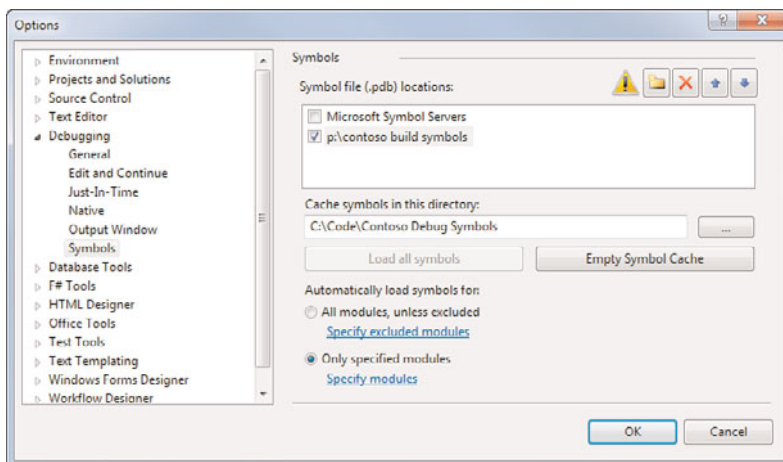 Options
Environment
Projects and Solutions
Source Control
Text Editor
Debugging
General
Edit and Continue
Just-In-Time
Native
Output Window
Symbols
Database Tools
F# Tools
HTML Designer
Office Tools
Test Tools
Text Templating
Windows Forms Designer
Workflow Designer
Symbols
Symbol file (.pdb) locations:
Microsoft Symbol Servers
p:\contoso build symbols
Cache symbols in this directory:
C:\Code\Contoso Debug Symbols
...
Load all symbols
Empty Symbol Cache
Automatically load symbols for:
All modules, unless excluded
Specify excluded modules
Only specified modules
Specify modules
OK
Cancel